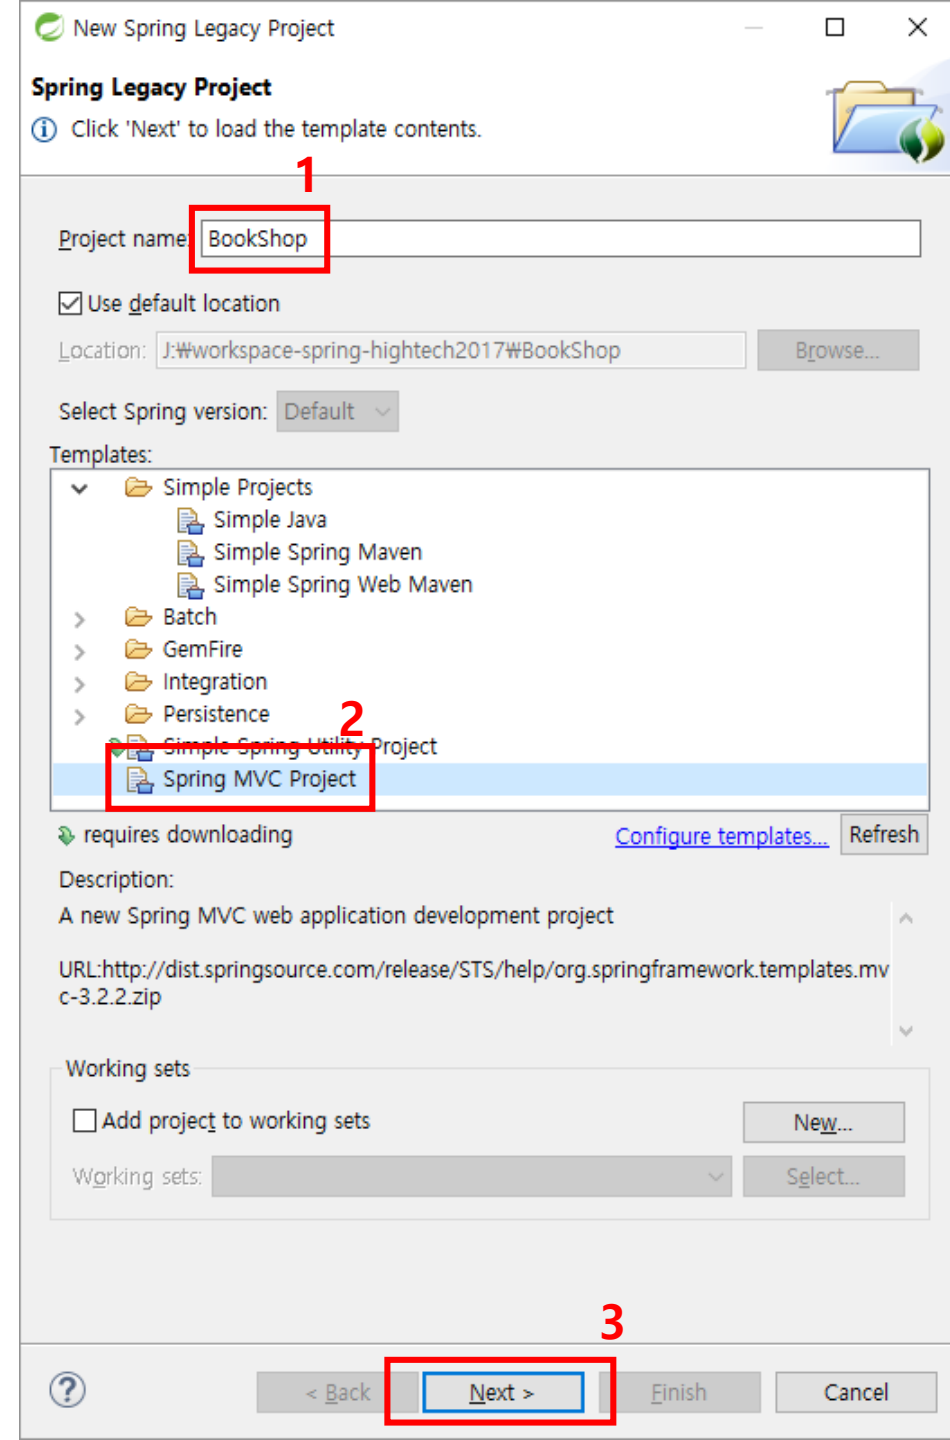 New Spring Legacy Project
Spring Legacy Project
Click 'Next' to load the template contents.
1
Project name: BookShop
Use default location
Location: J:₩workspace-spring-hightech2017₩BookShop Browse...
Select Spring version: Default
Templates:
Simple Projects
Simple Java
Simple Spring Maven
Simple Spring Web Maven
Batch
GemFire
Integration
Persistence
2
Simple Spring Utility Project
Spring MVC Project
requires downloading Configure templates... Refresh
Description:
A new Spring MVC web application development project
URL:http://dist.springsource.com/release/STS/help/org.springframework.templates.mv
c-3.2.2.zip
Working sets
Add project to working sets New...
Working sets: Select...
3
? < Back Next > Finish Cancel